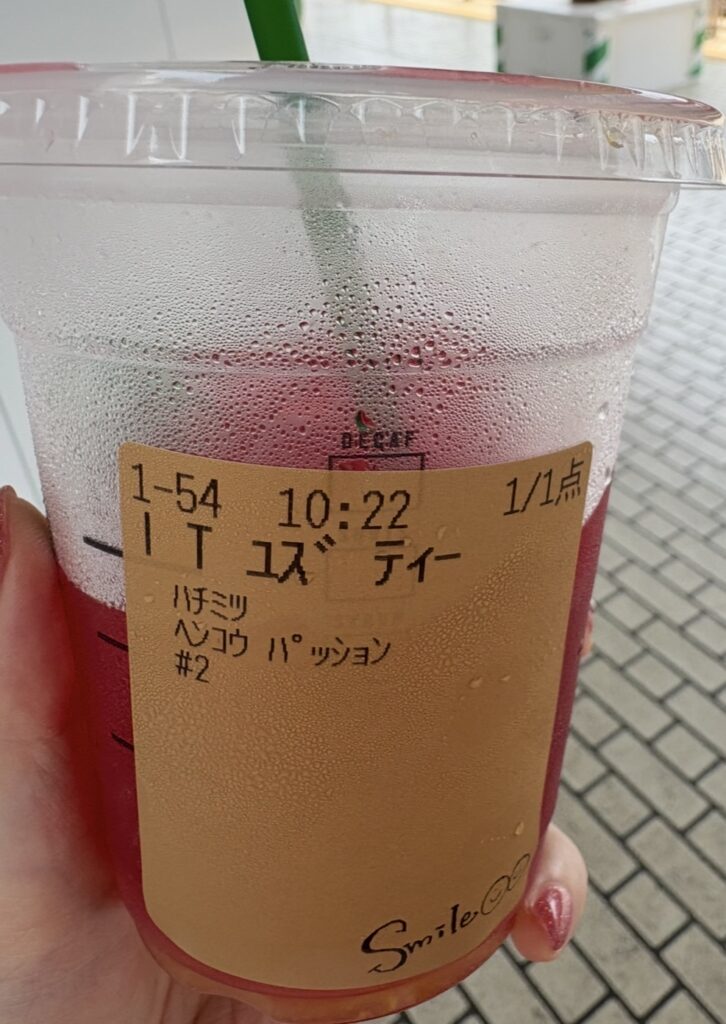 DECAF
1-54 10:22 1/1点
I T ユズ ティー
ハチミツ
ヘンコウ パッション
#2
Smile